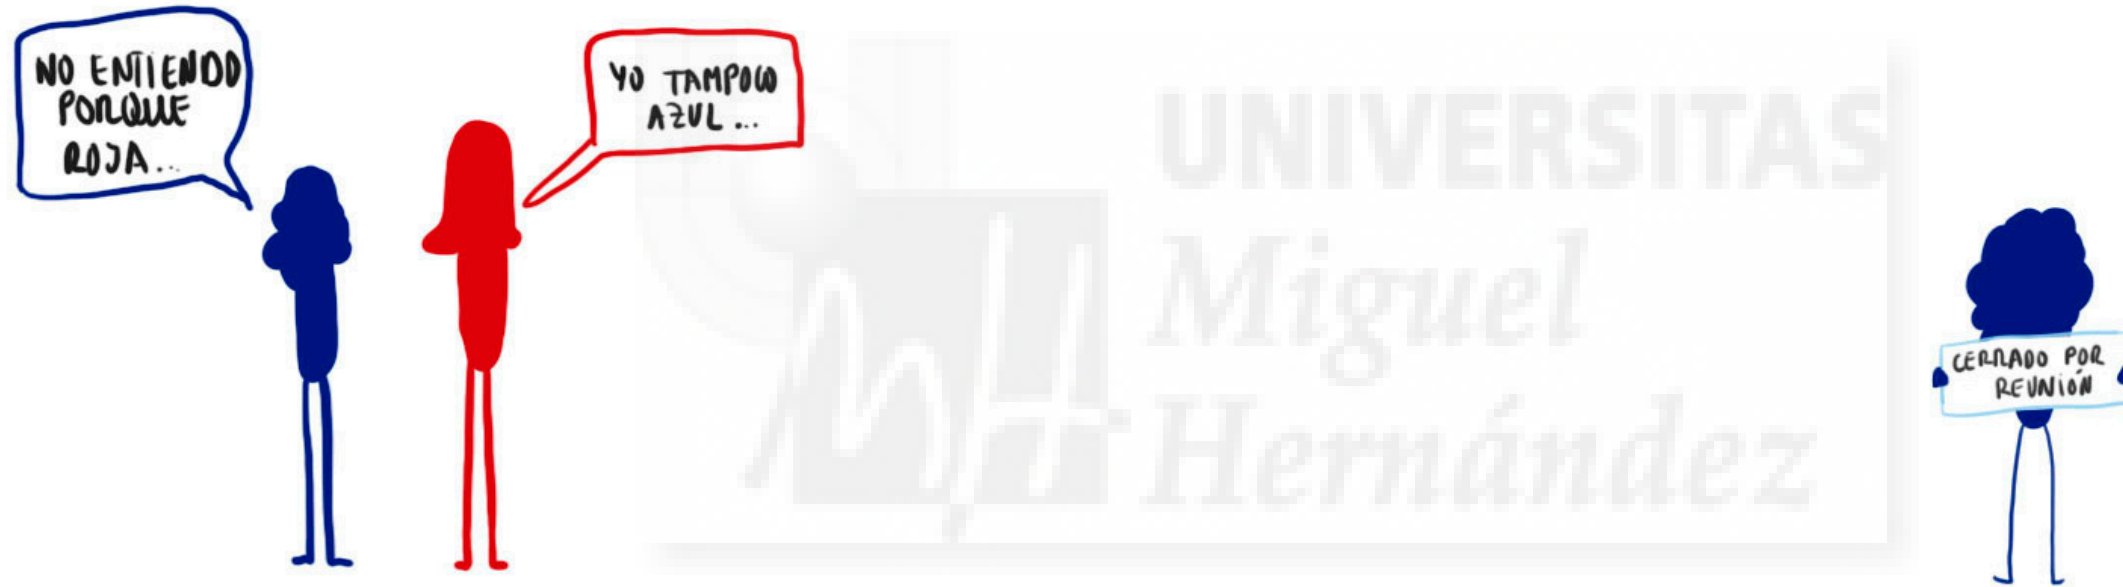 NO ENTIENDO
PORQUE
ROJA...
YO TAMPOCO
AZUL...
UNIVERSITAS
Miguel
Hernández
CERRADO POR
REUNIÓN